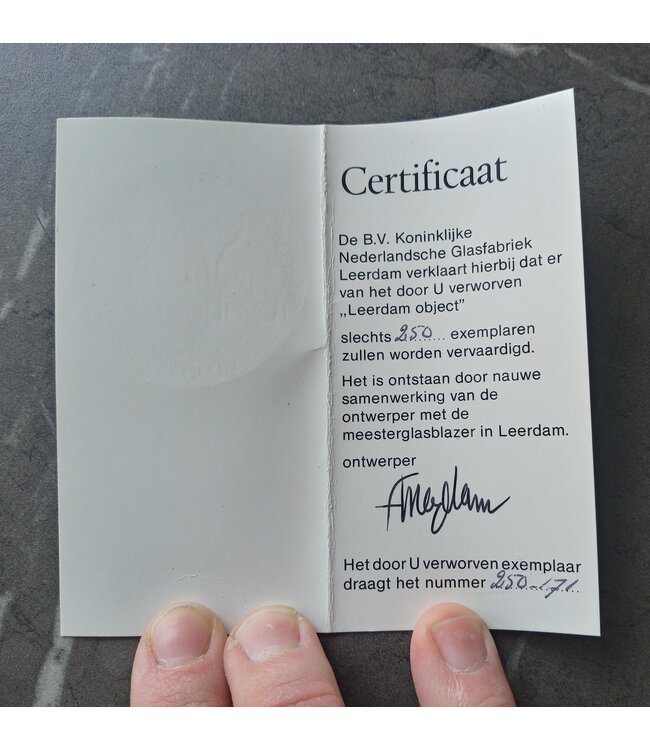 Certificaat
De B.V. Koninklijke
Nederlandsche Glasfabriek
Leerdam verklaart hierbij dat er
van het door U verworven
„Leerdam object”
slechts 250 exemplaren
zullen worden vervaardigd.
Het is ontstaan door nauwe
samenwerking van de
ontwerper met de
meesterglasblazer in Leerdam.
ontwerper
Het door U verworven exemplaar
draagt het nummer 250-171